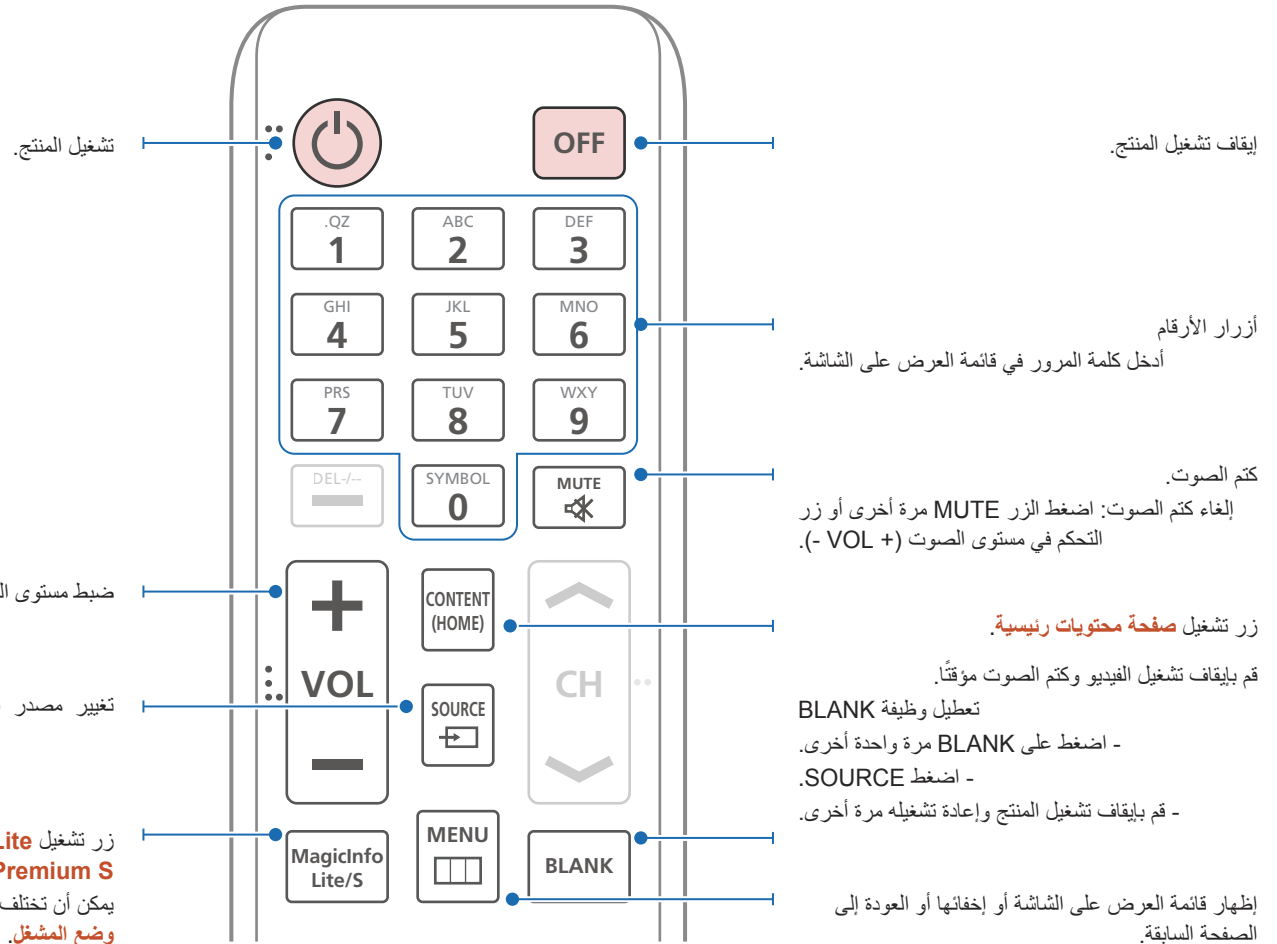 تشغيل المنتج.
OFF
إيقاف تشغيل المنتج.
.QZ
1
ABC
2
DEF
3
GHI
4
JKL
5
MNO
6
أزرار الأرقام
أدخل كلمة المرور في قائمة العرض على الشاشة.
PRS
7
TUV
8
WXY
9
DEL-/--
SYMBOL
0
MUTE
كتم الصوت.
إلغاء كتم الصوت: اضغط الزر MUTE مرة أخرى أو زر
التحكم في مستوى الصوت (+ VOL -).
ضبط مستوى
VOL
CONTENT
(HOME)
CH
زر تشغيل صفحة محتويات رئيسية.
تغيير مصدر
SOURCE
قم بإيقاف تشغيل الفيديو وكتم الصوت مؤقتًا.
تعطيل وظيفة BLANK
- اضغط على BLANK مرة واحدة أخرى.
- اضغط SOURCE.
- قم بإيقاف تشغيل المنتج وإعادة تشغيله مرة أخرى.
زر تشغيل Lite
Premium S
يمكن أن تختلف
وضع المشغل.
MagicInfo
Lite/S
MENU
BLANK
إظهار قائمة العرض على الشاشة أو إخفائها أو العودة إلى
الصفحة السابقة.